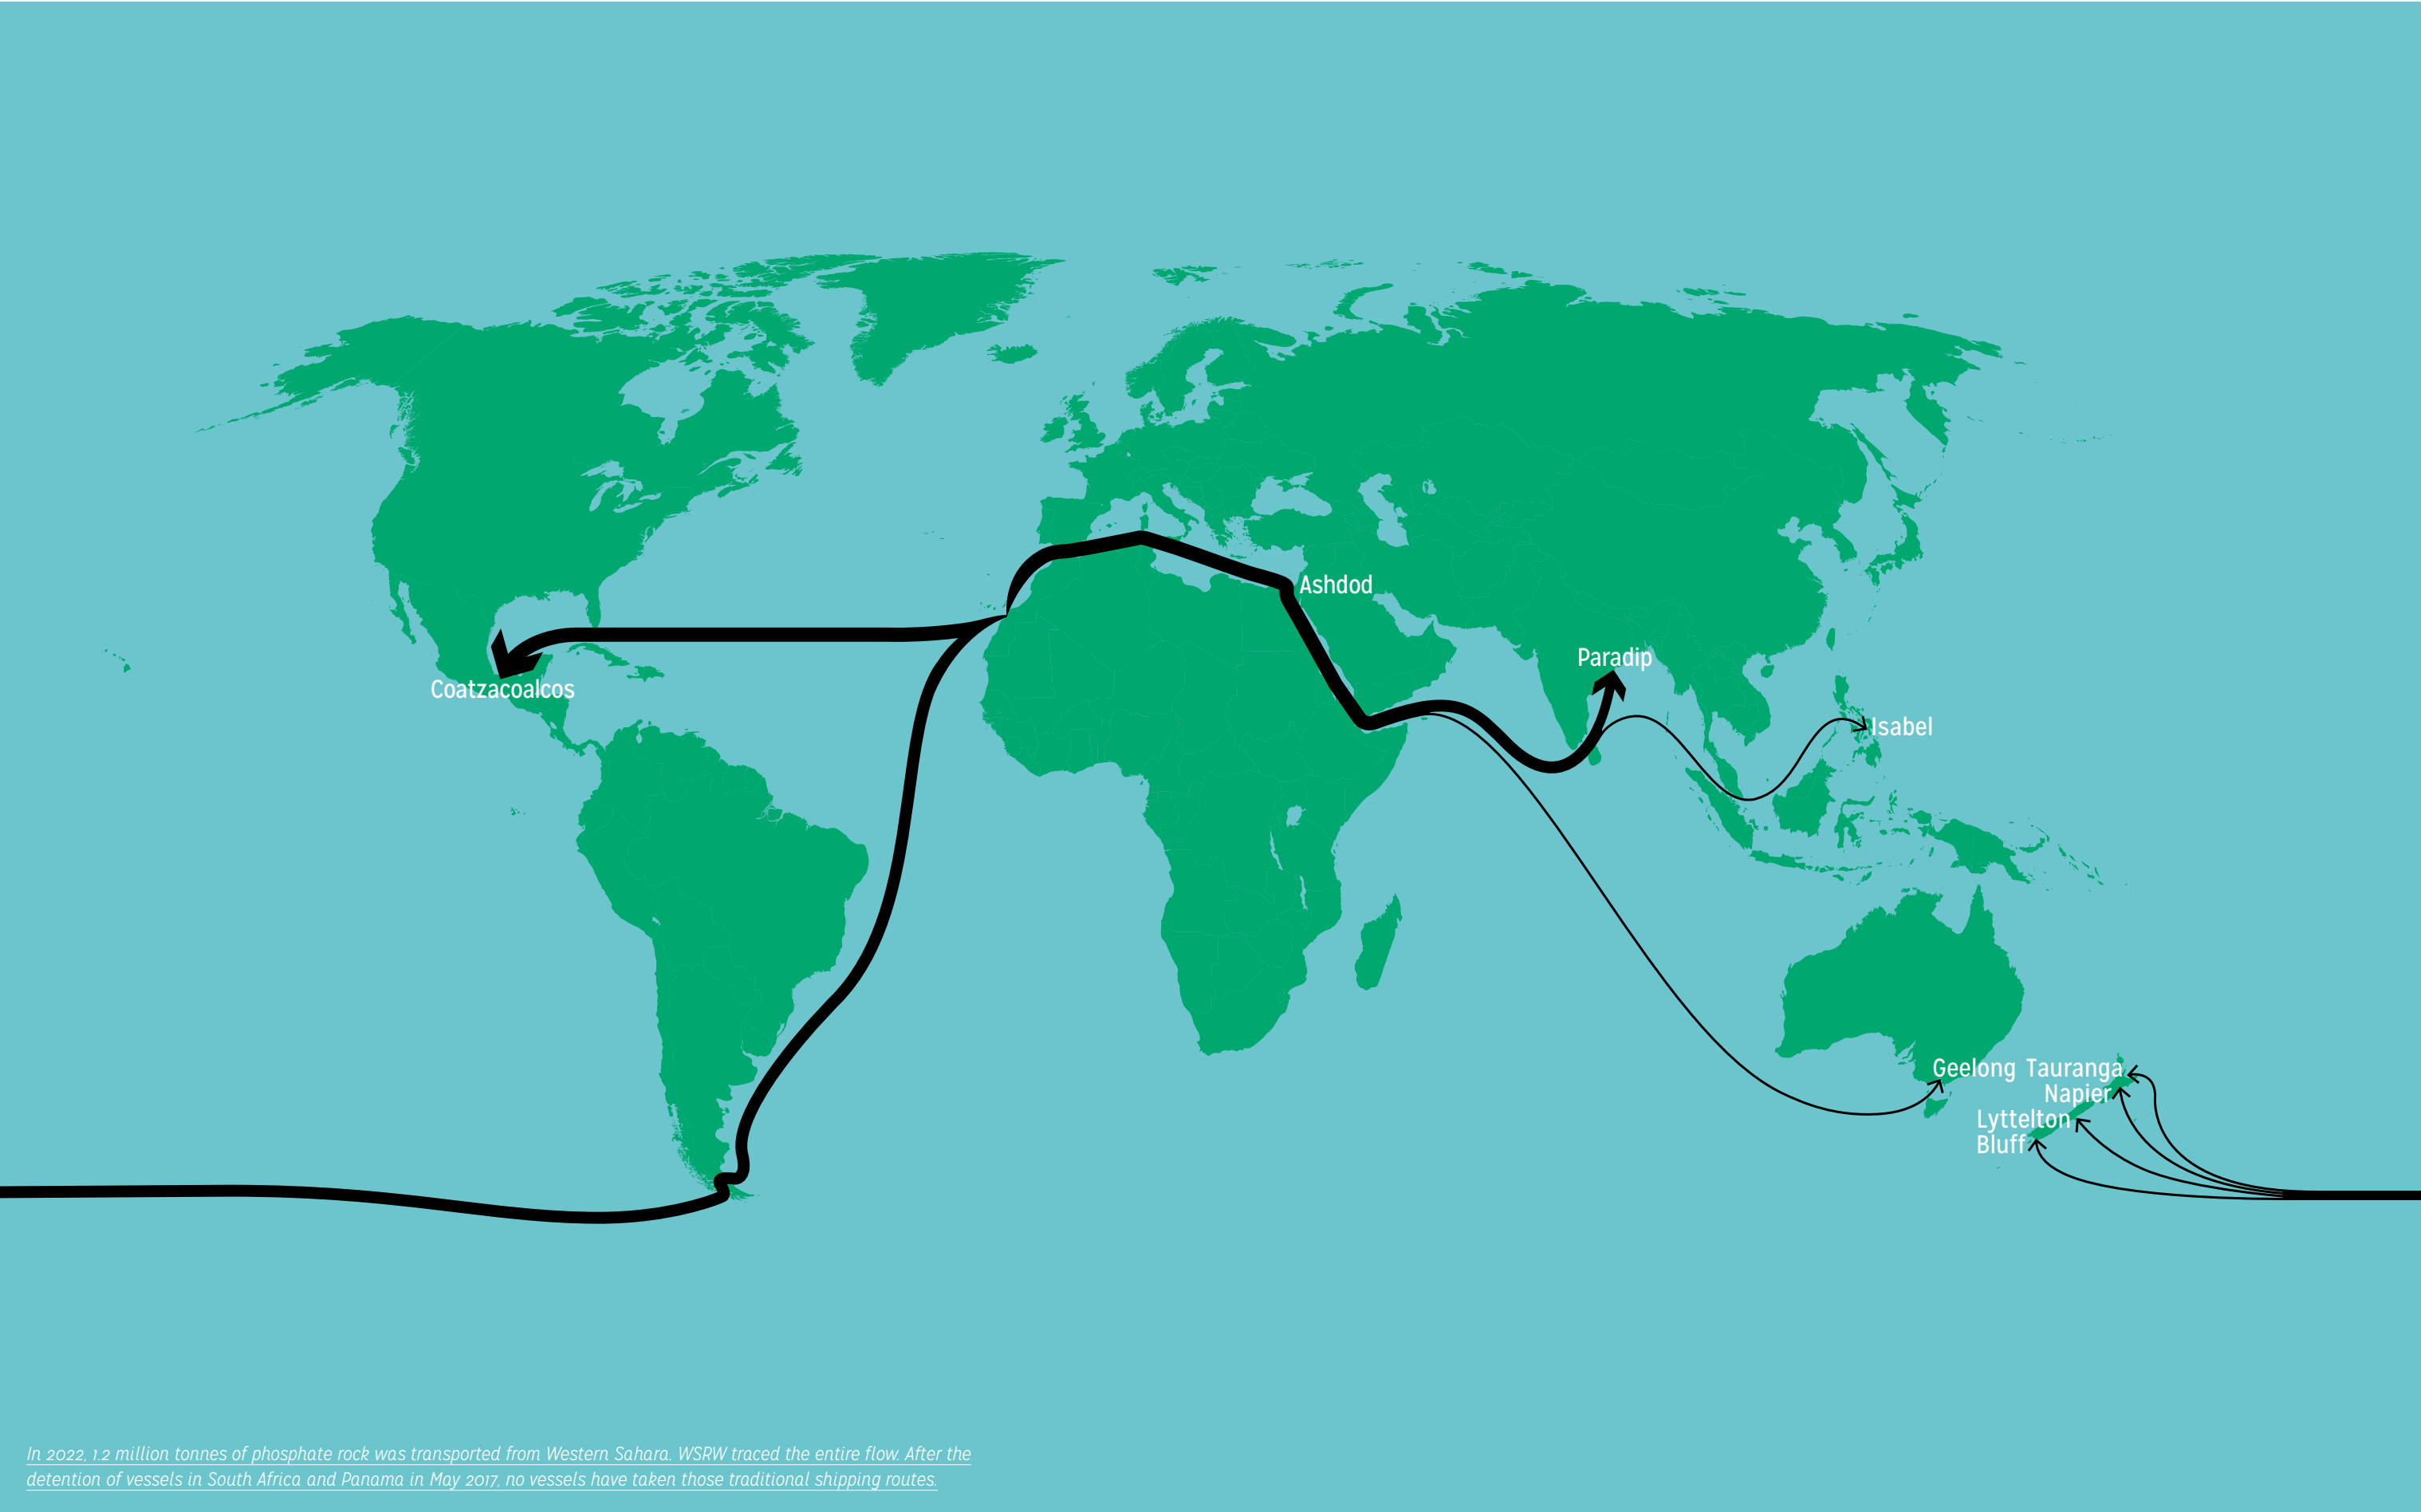 Ashdod
Paradip
Coatzacoalcos
Isabel
Geelong Tauranga
Napier
Lyttelton
Bluff
In 2022, 1.2 million tonnes of phosphate rock was transported from Western Sahara. WSRW traced the entire flow. After the
detention of vessels in South Africa and Panama in May 2017, no vessels have taken those traditional shipping routes.